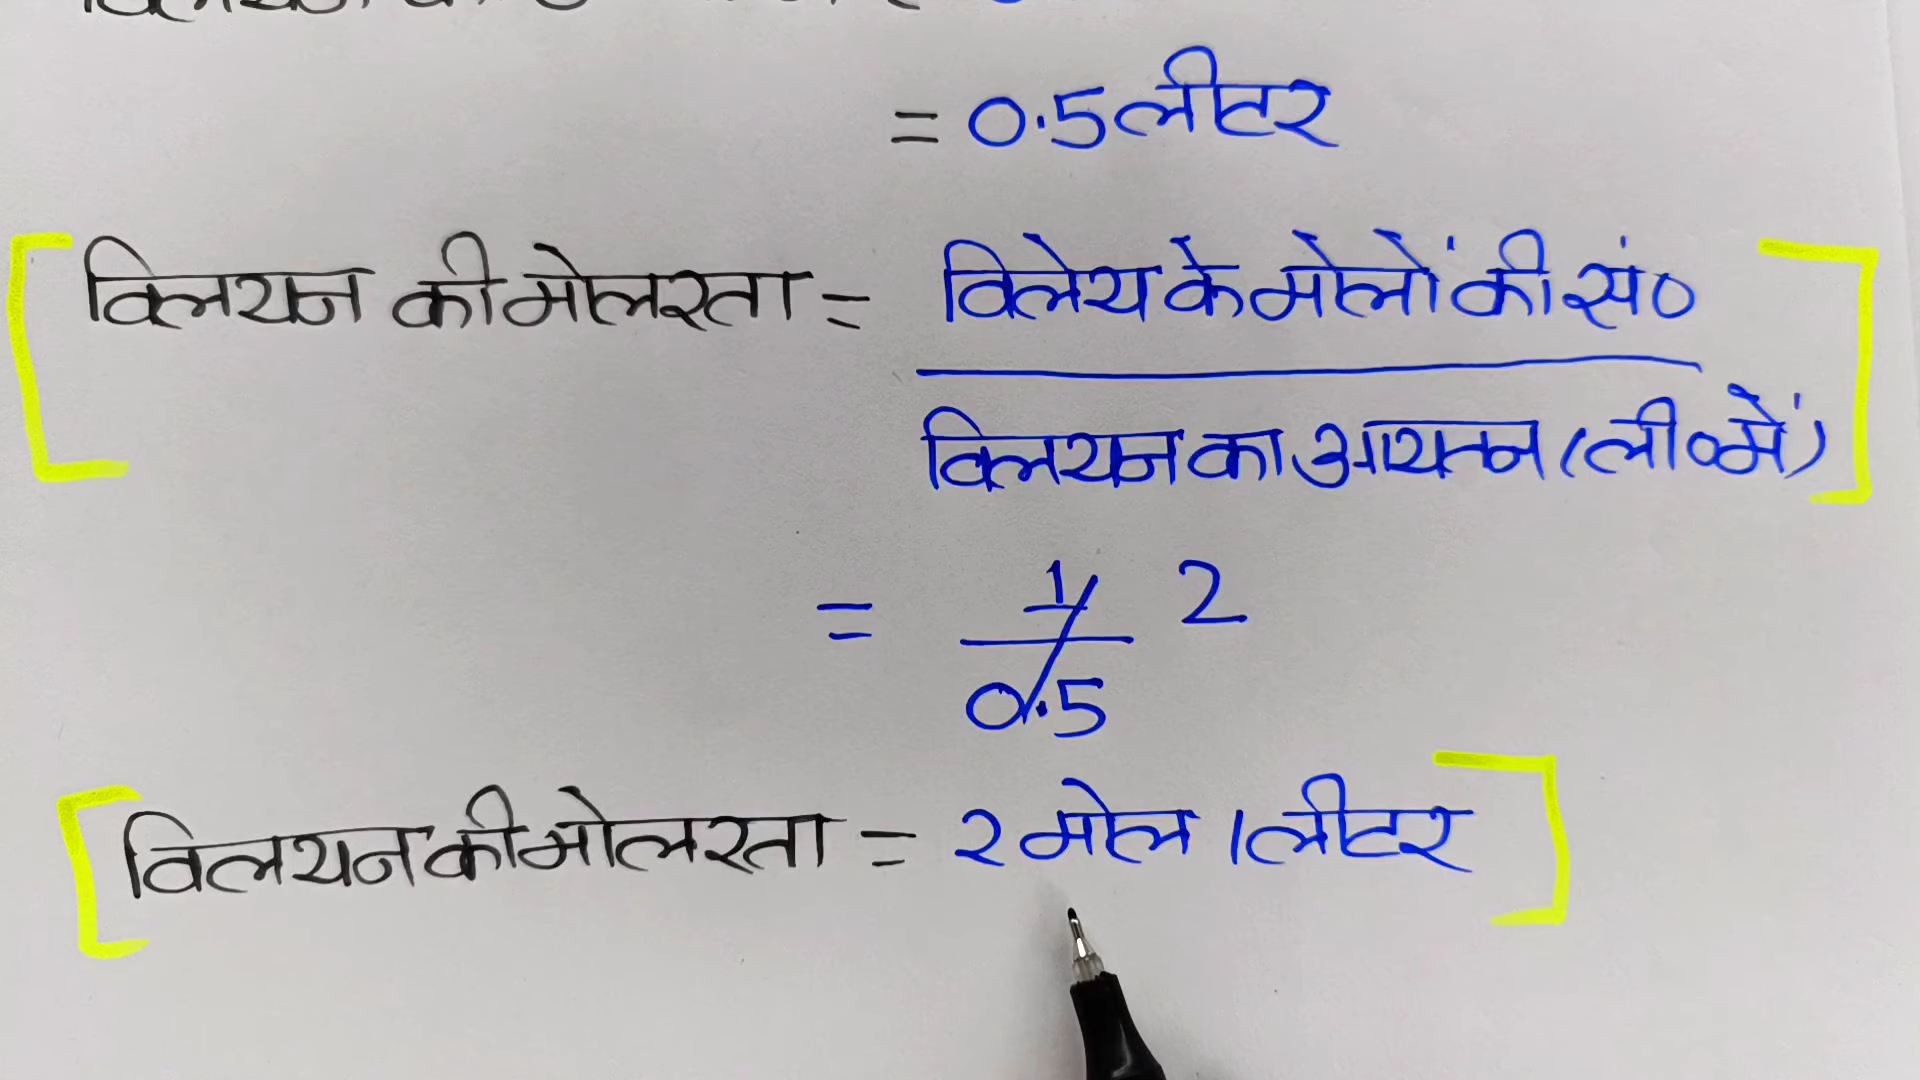 = 0.5 लीटर
विलयन की मोलरता = विलेय के मोलों की सं०
विलयन का आयतन (ली० में)
= 1 2
0.5
विलयन की मोलरता = 2 मोल / लीटर